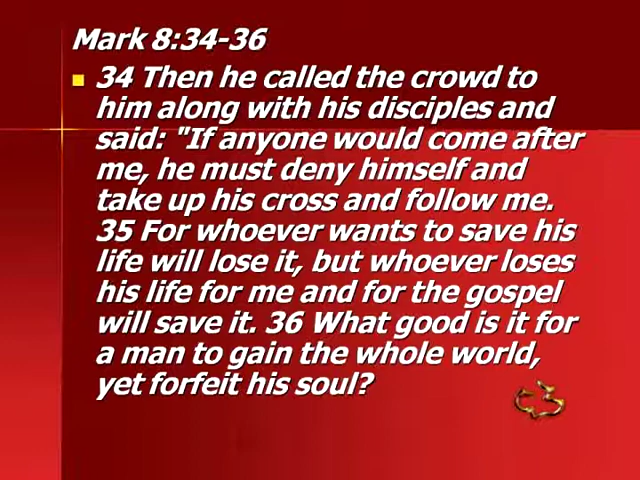 Mark 8:34-36
34 Then he called the crowd to
him along with his disciples and
said: "If anyone would come after
me, he must deny himself and
take up his cross and follow me.
35 For whoever wants to save his
life will lose it, but whoever loses
his life for me and for the gospel
will save it. 36 What good is it for
a man to gain the whole world,
yet forfeit his soul?